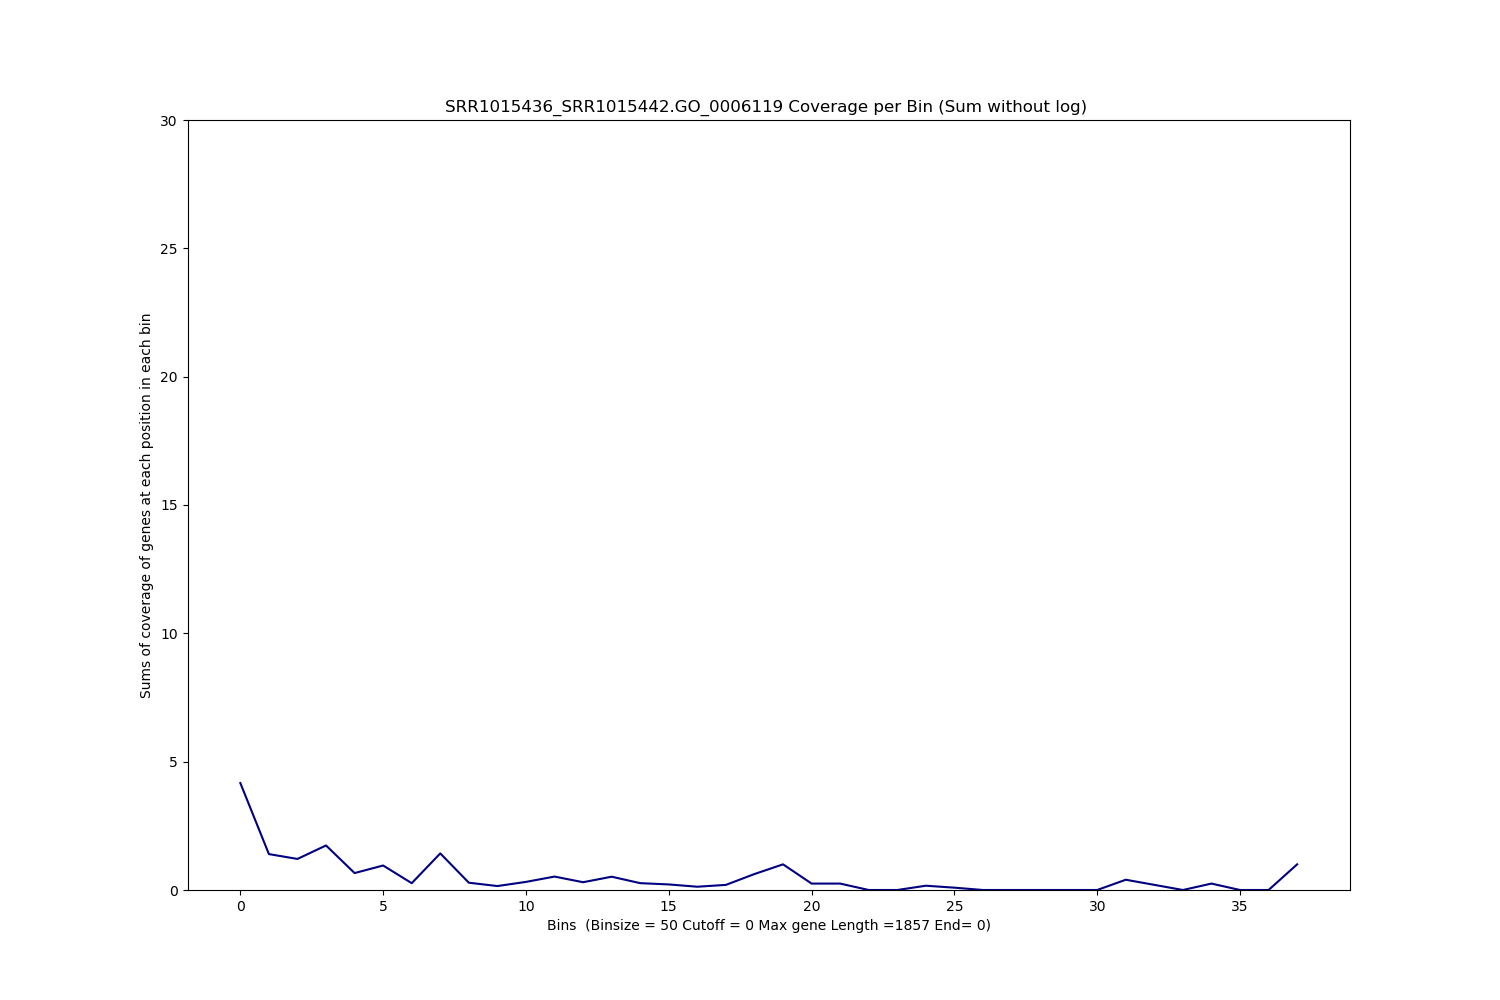 SRR1015436_SRR1015442.GO_0006119 Coverage per Bin (Sum without log)
30
25
20
15
10
5
0
Sums of coverage of genes at each position in each bin
0 5 10 15 20 25 30 35
Bins  (Binsize = 50 Cutoff = 0 Max gene Length =1857 End= 0)